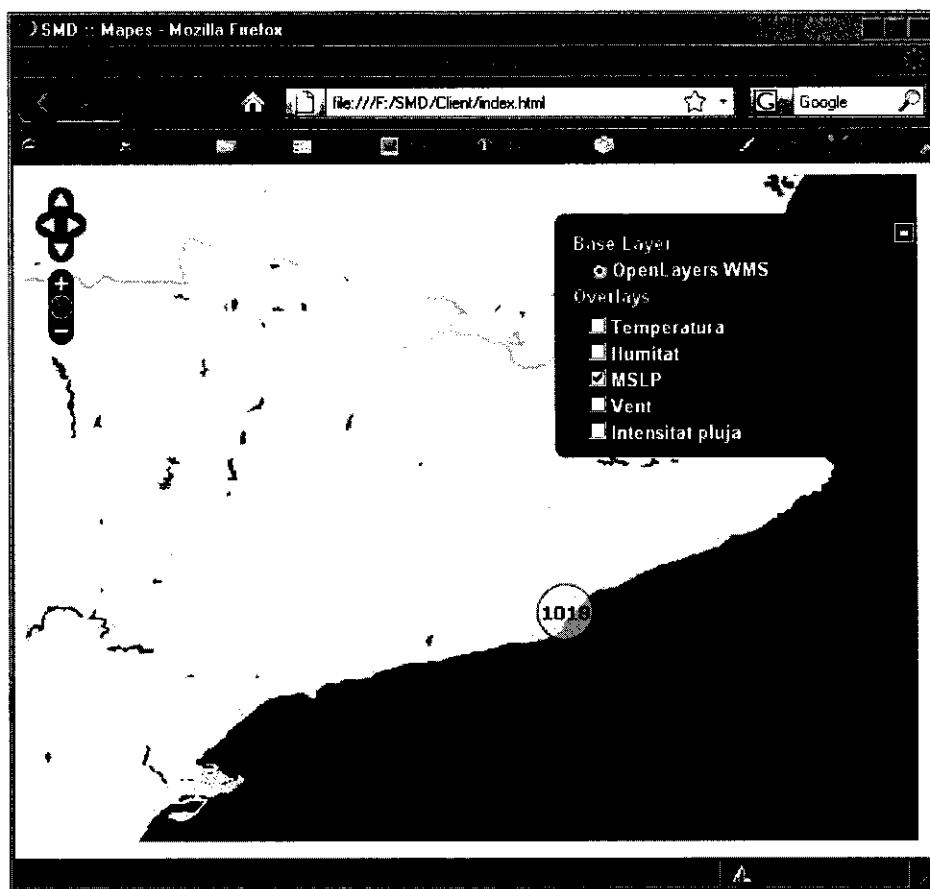 SMD :: Mapes - Mozilla Firefox
file:///F:/SMD/Client/index.html
Google
Base Layer
OpenLayers WMS
Overlays
Temperatura
Humitat
MSLP
Vent
Intensitat pluja
1018